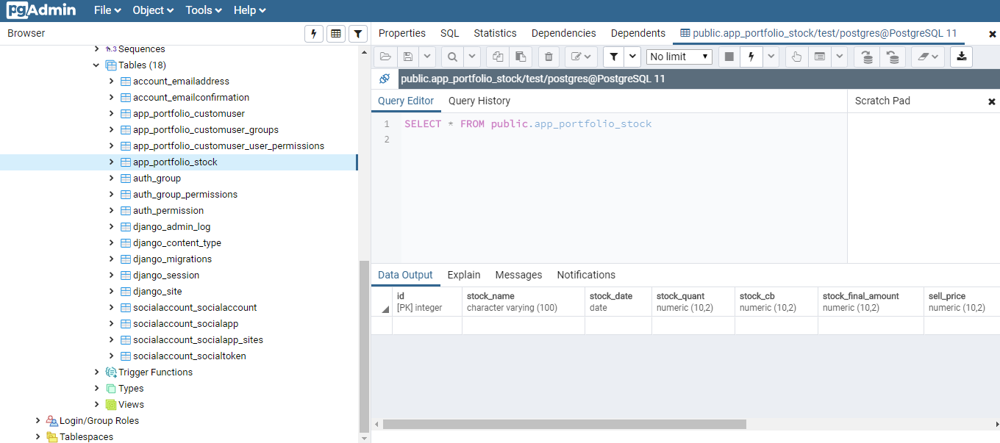 pgAdmin File Object Tools Help
Browser
Sequences
Tables (18)
account_emailaddress
account_emailconfirmation
app_portfolio_customuser
app_portfolio_customuser_groups
app_portfolio_customuser_user_permissions
app_portfolio_stock
auth_group
auth_group_permissions
auth_permission
django_admin_log
django_content_type
django_migrations
django_session
django_site
socialaccount_socialaccount
socialaccount_socialapp
socialaccount_socialapp_sites
socialaccount_socialtoken
Trigger Functions
Types
Views
Login/Group Roles
Tablespaces
Properties SQL Statistics Dependencies Dependents public.app_portfolio_stock/test/postgres@PostgreSQL 11
No limit
public.app_portfolio_stock/test/postgres@PostgreSQL 11
Query Editor Query History Scratch Pad
1 SELECT * FROM public.app_portfolio_stock
2
Data Output Explain Messages Notifications
id stock_name stock_date stock_quant stock_cb stock_final_amount sell_price
[PK] integer character varying (100) date numeric (10,2) numeric (10,2) numeric (10,2) numeric (10,2)